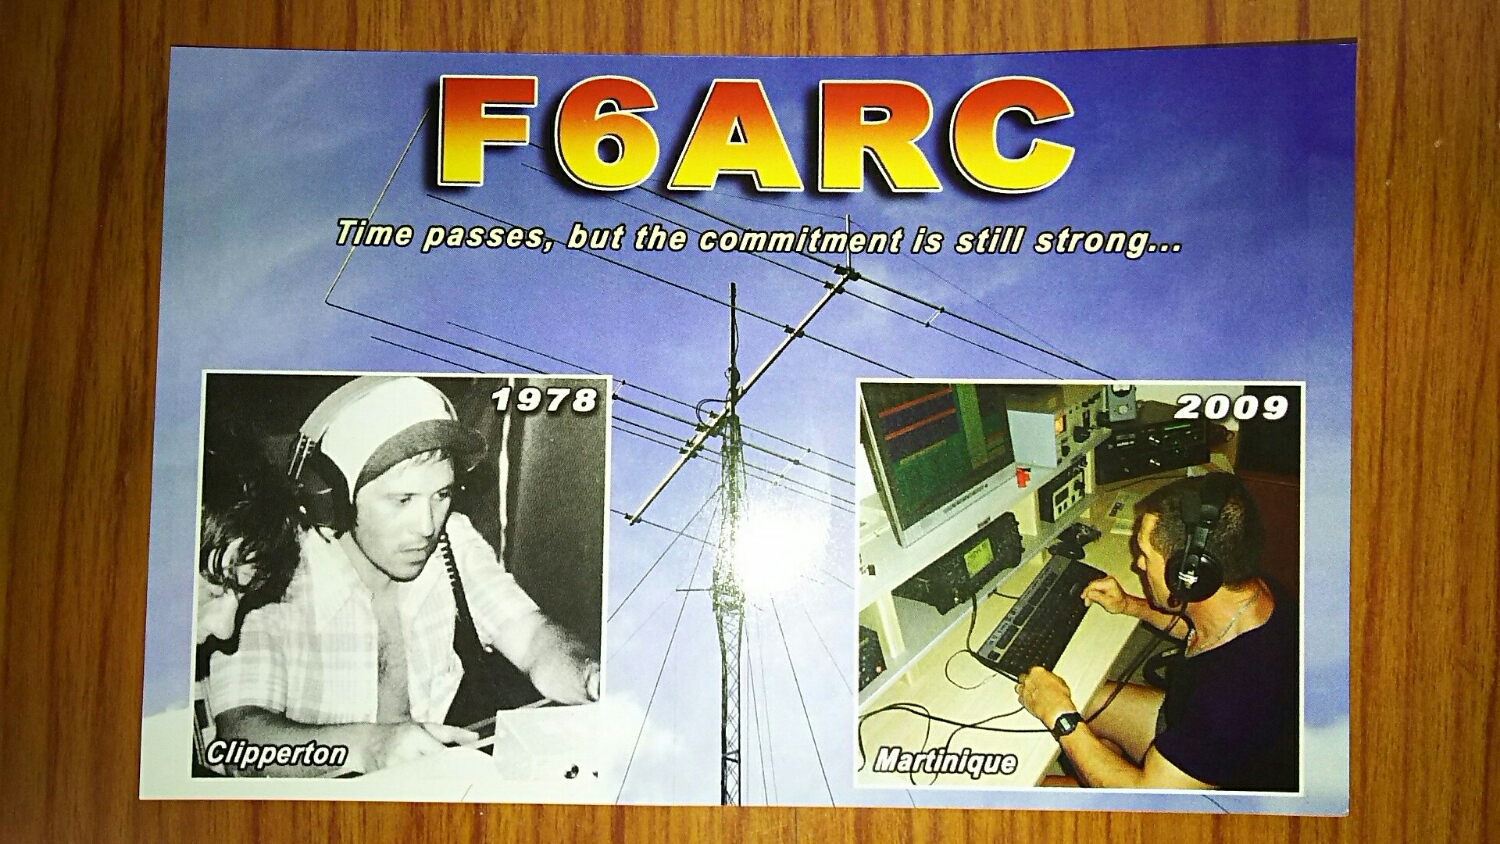 F6ARC
Time passes, but the commitment is still strong...
1978
2009
Clipperton
Martinique